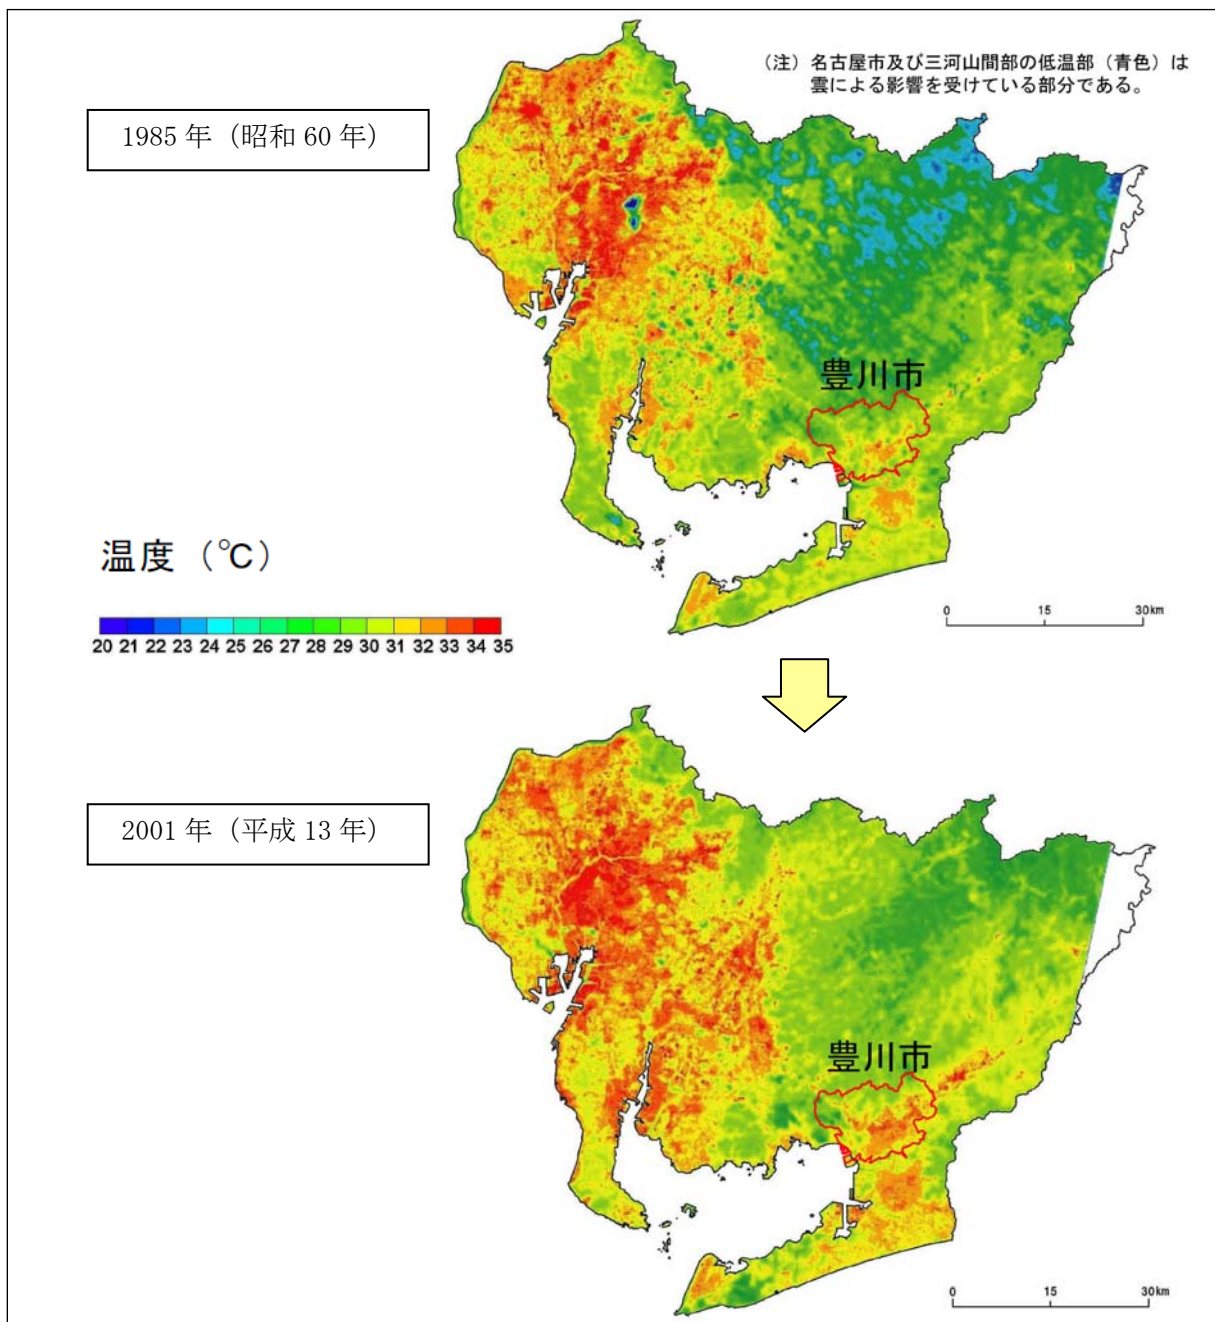 （注）名古屋市及び三河山間部の低温部（青色）は
雲による影響を受けている部分である。
1985 年（昭和 60 年）
豊川市
温度（℃）
20 21 22 23 24 25 26 27 28 29 30 31 32 33 34 35
0 15 30km
2001 年（平成 13 年）
豊川市
0 15 30km